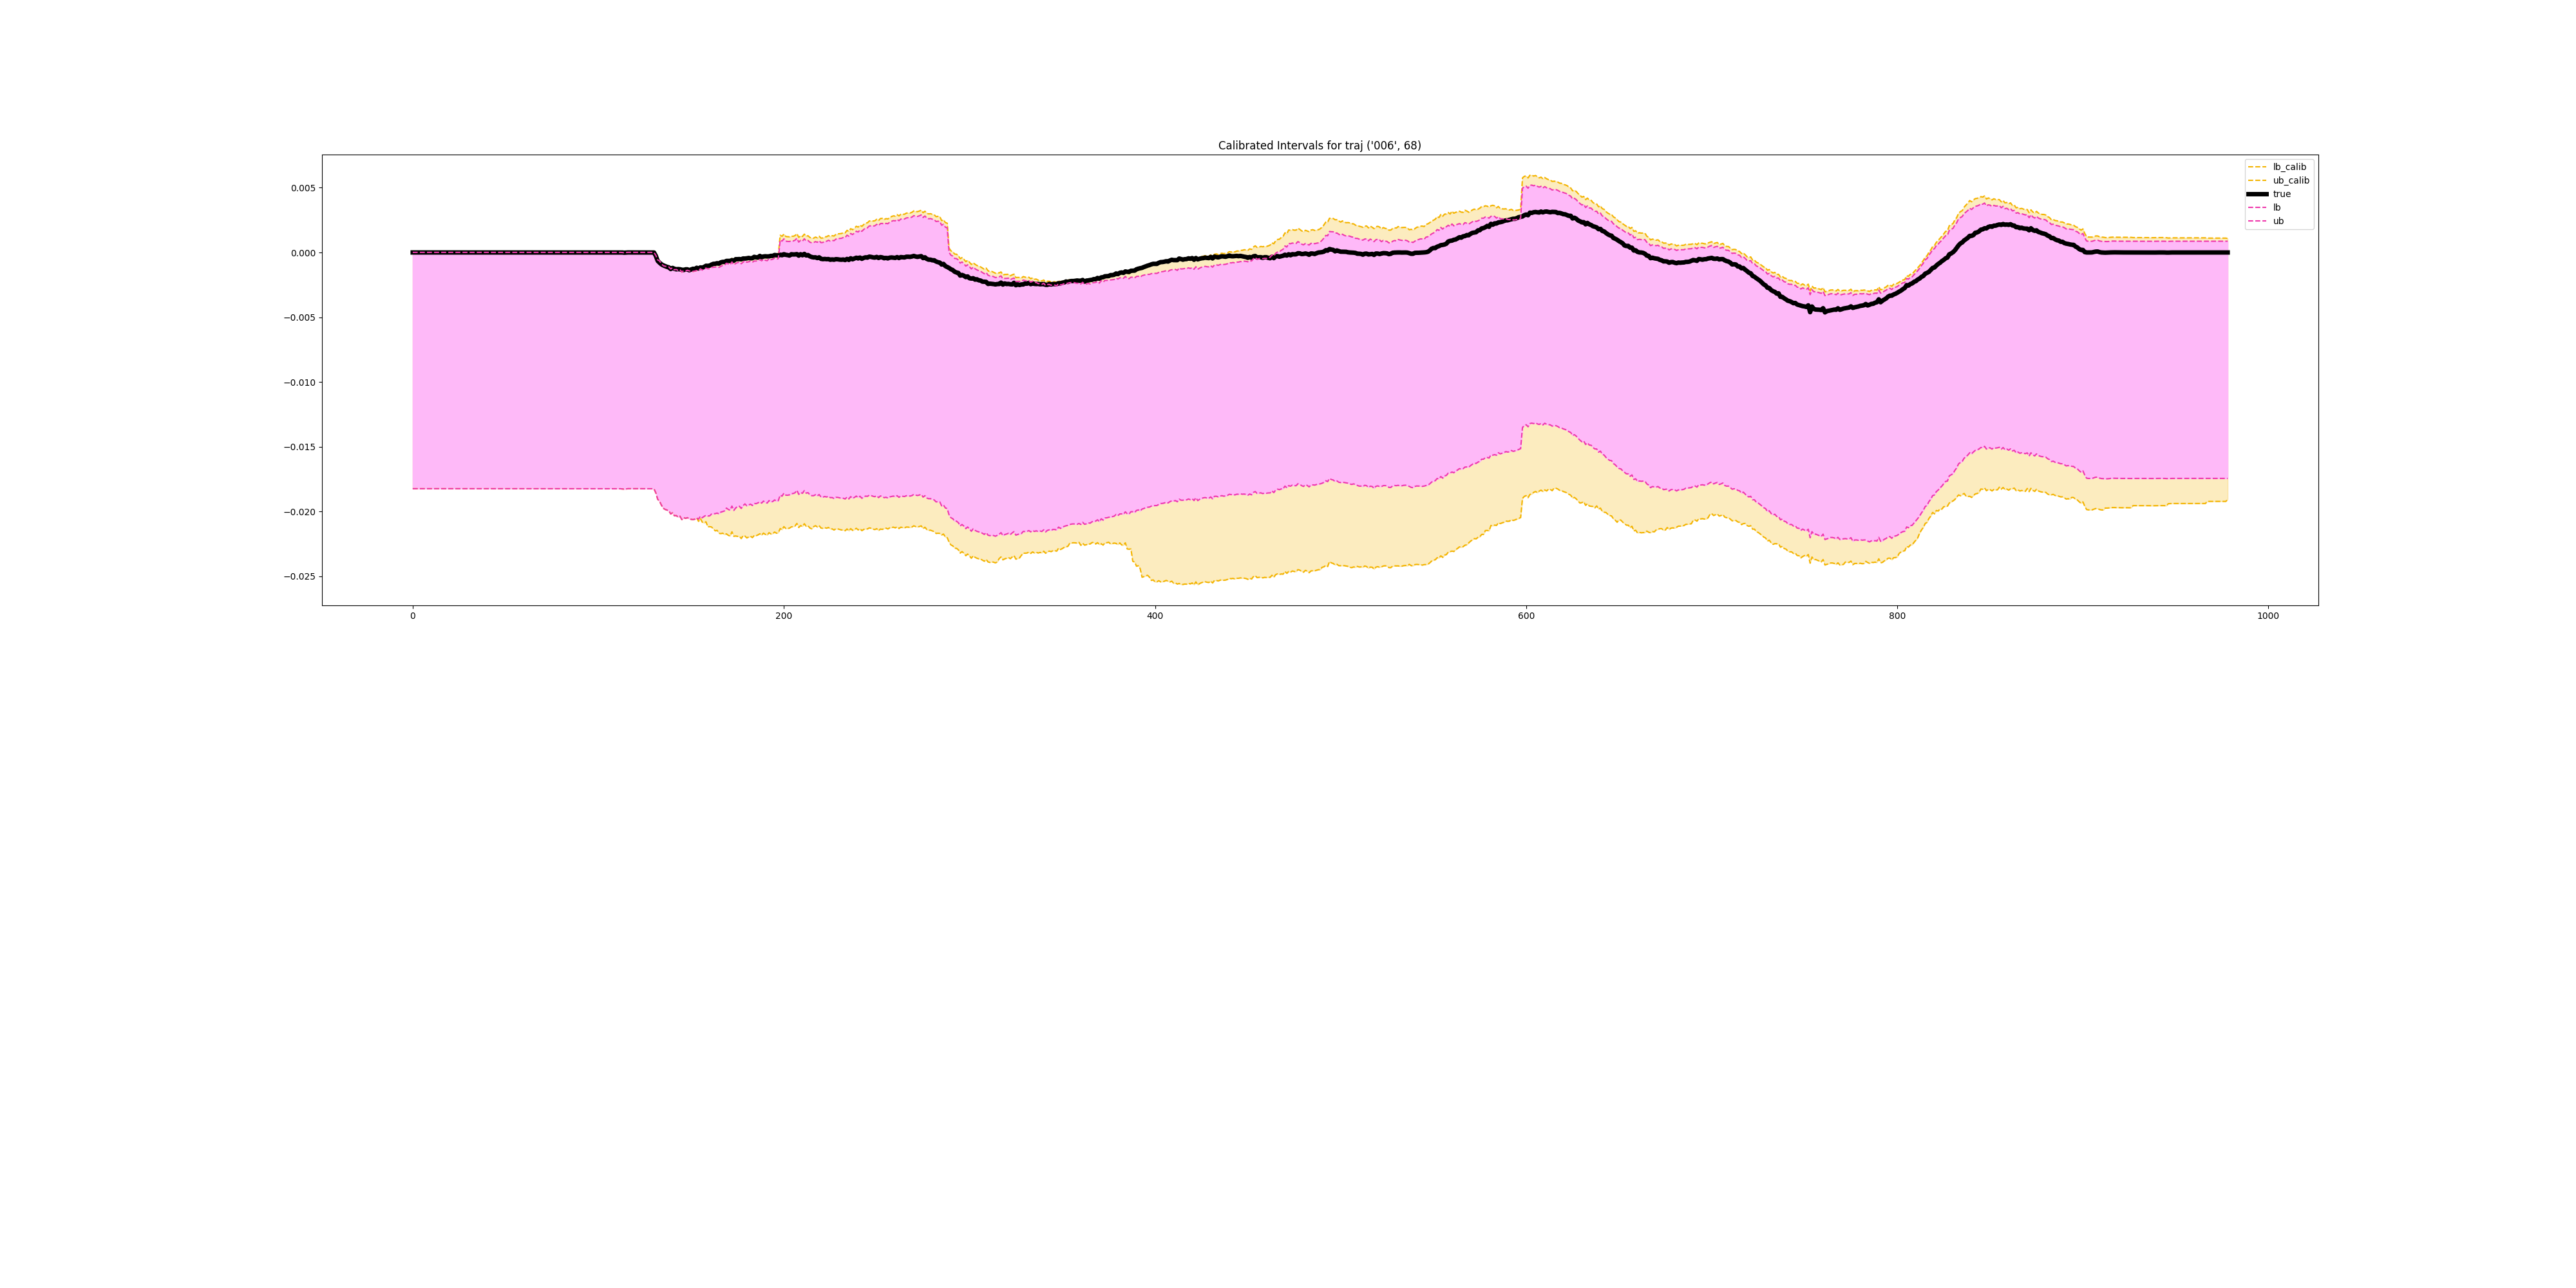 Calibrated Intervals for traj ('006', 68)
lb_calib
ub_calib
true
lb
ub
0.005
0.000
−0.005
−0.010
−0.015
−0.020
−0.025
0 200 400 600 800 1000